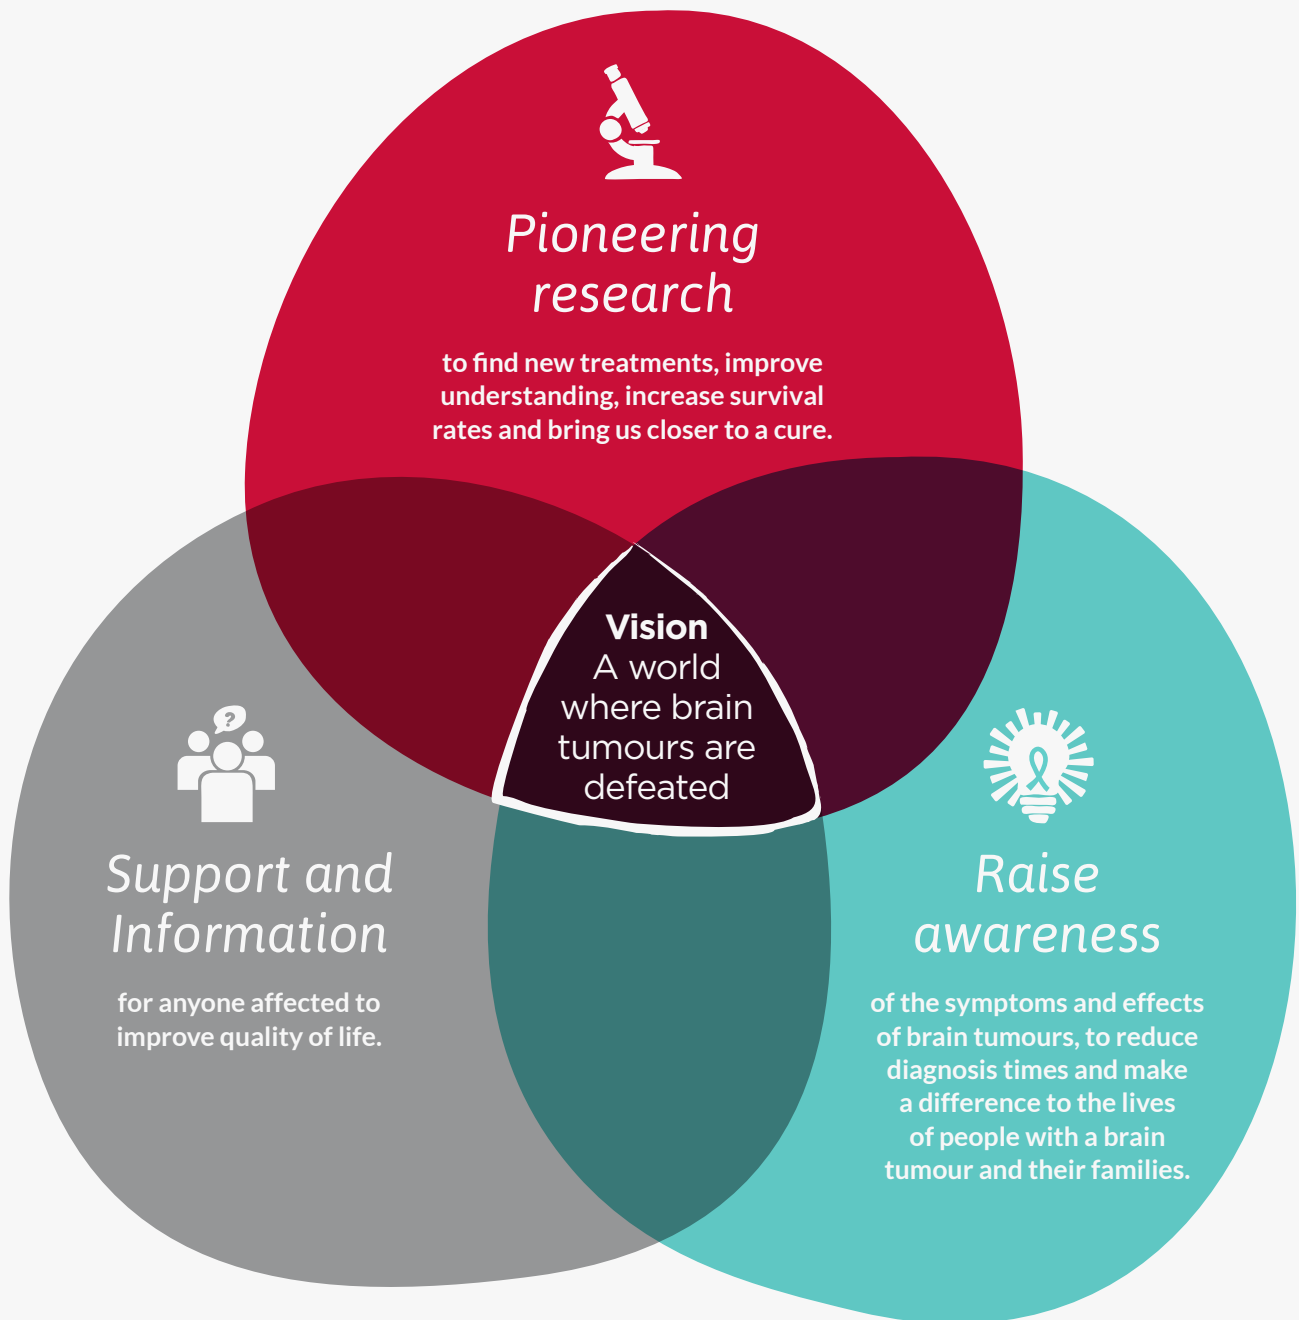 Pioneering
research
to find new treatments, improve
understanding, increase survival
rates and bring us closer to a cure.
Vision
A world
where brain
tumours are
defeated
?
Support and
Information
for anyone affected to
improve quality of life.
Raise
awareness
of the symptoms and effects
of brain tumours, to reduce
diagnosis times and make
a difference to the lives
of people with a brain
tumour and their families.